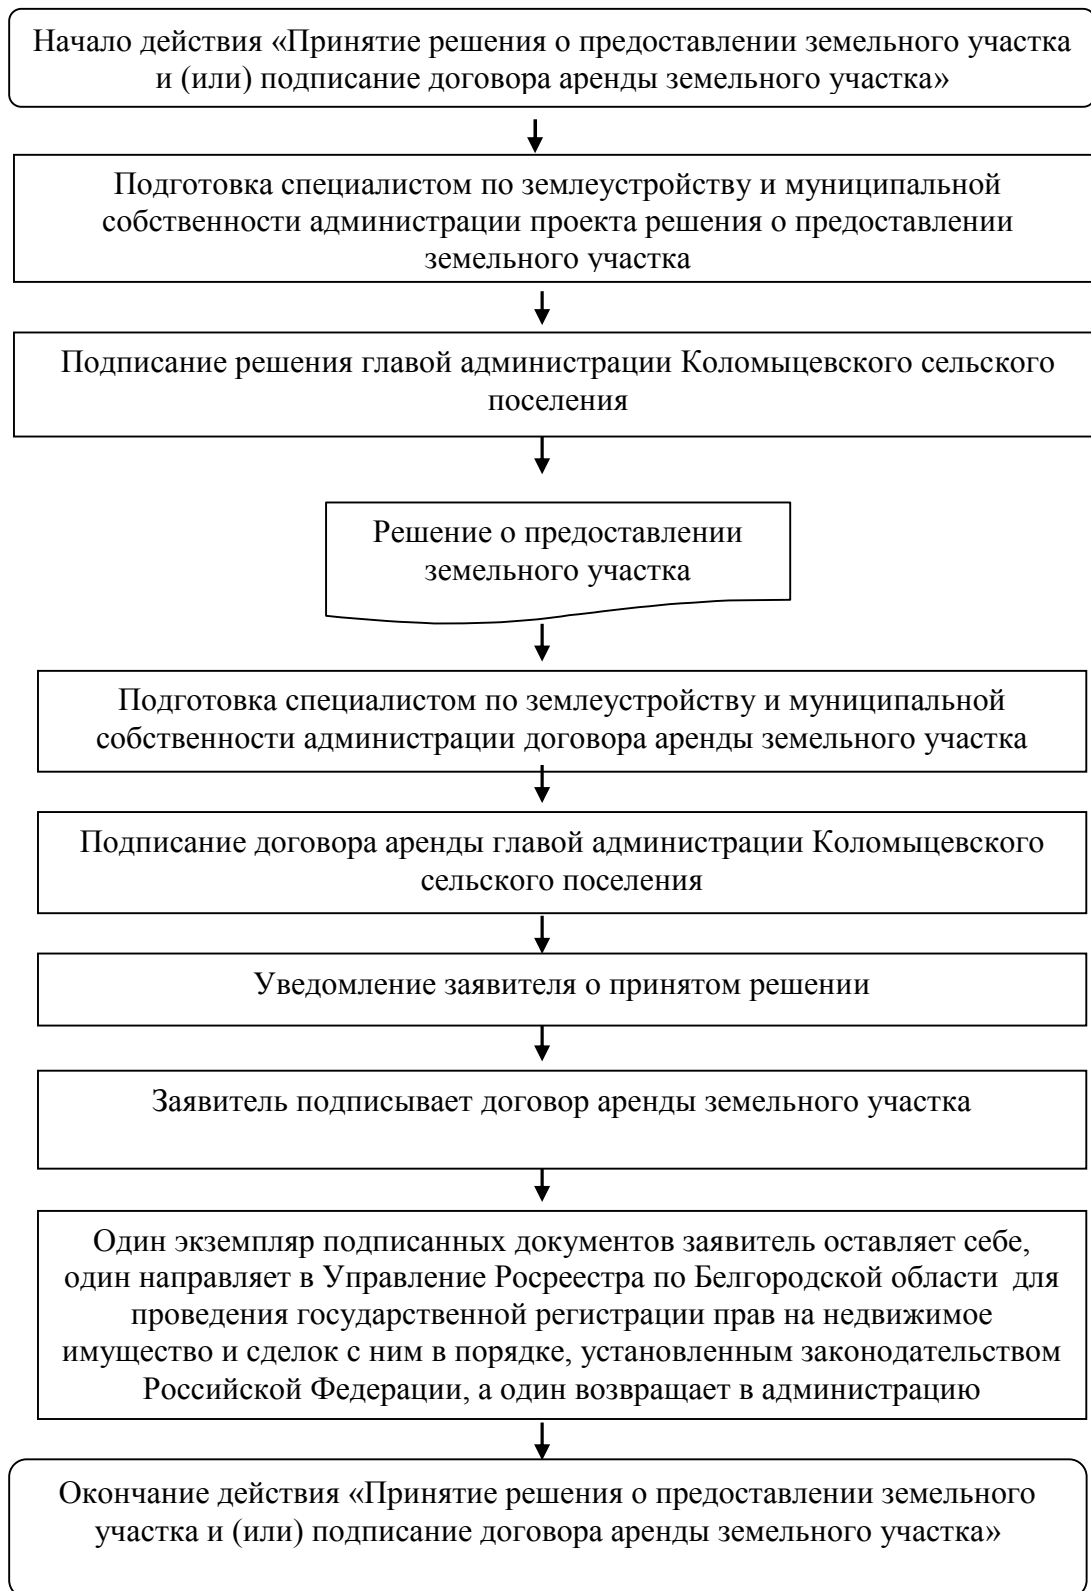 Начало действия «Принятие решения о предоставлении земельного участка
и (или) подписание договора аренды земельного участка»
Подготовка специалистом по землеустройству и муниципальной
собственности администрации проекта решения о предоставлении
земельного участка
Подписание решения главой администрации Коломыцевского сельского
поселения
Решение о предоставлении
земельного участка
Подготовка специалистом по землеустройству и муниципальной
собственности администрации договора аренды земельного участка
Подписание договора аренды главой администрации Коломыцевского
сельского поселения
Уведомление заявителя о принятом решении
Заявитель подписывает договор аренды земельного участка
Один экземпляр подписанных документов заявитель оставляет себе,
один направляет в Управление Росреестра по Белгородской области для
проведения государственной регистрации прав на недвижимое
имущество и сделок с ним в порядке, установленным законодательством
Российской Федерации, а один возвращает в администрацию
Окончание действия «Принятие решения о предоставлении земельного
участка и (или) подписание договора аренды земельного участка»